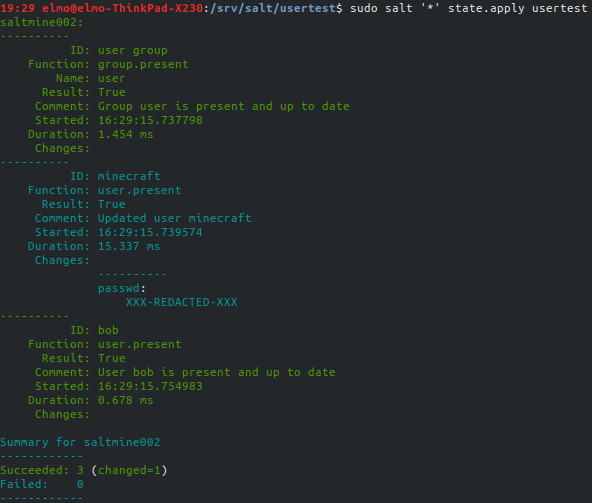 19:29 elmo@elmo-ThinkPad-X230:/srv/salt/usertest$ sudo salt '*' state.apply usertest
saltmine002:
----------
          ID: user group
    Function: group.present
        Name: user
      Result: True
     Comment: Group user is present and up to date
     Started: 16:29:15.737790
    Duration: 1.454 ms
     Changes:
----------
          ID: minecraft
    Function: user.present
      Result: True
     Comment: Updated user minecraft
     Started: 16:29:15.739574
    Duration: 15.337 ms
     Changes:
              ----------
              passwd:
                  XXX-REDACTED-XXX
----------
          ID: bob
    Function: user.present
      Result: True
     Comment: User bob is present and up to date
     Started: 16:29:15.754983
    Duration: 0.678 ms
     Changes:

Summary for saltmine002
------------
Succeeded: 3 (changed=1)
Failed:    0
------------